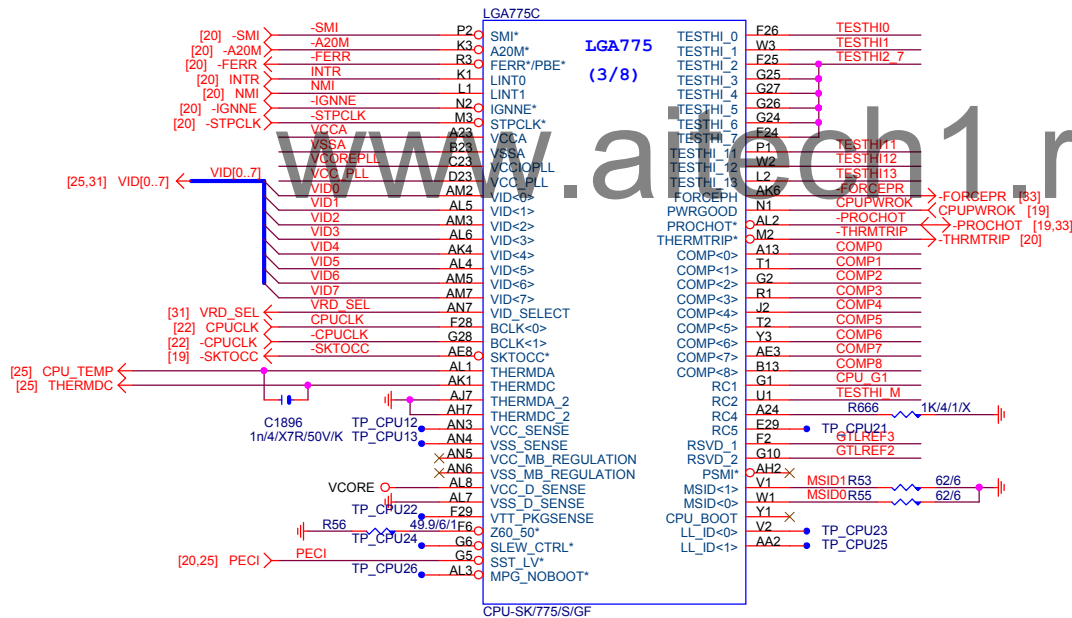 LGA775C
LGA775
(3/8)
[20] -SMI -SMI P2 SMI*
[20] -A20M -A20M K3 A20M*
[20] -FERR -FERR R3 FERR*/PBE*
[20] INTR INTR K1 LINT0
[20] NMI NMI L1 LINT1
[20] -IGNNE -IGNNE N2 IGNNE*
[20] -STPCLK -STPCLK M3 STPCLK*
VCCA A23 VCCA
VSSA B23 VSSA
VCOREPLL C23 VCCIOPLL
VCC_PLL D23 VCC_PLL
[25,31] VID[0..7] VID[0..7]
VID0 AM2 VID<0>
VID1 AL5 VID<1>
VID2 AM3 VID<2>
VID3 AL6 VID<3>
VID4 AK4 VID<4>
VID5 AL4 VID<5>
VID6 AM5 VID<6>
VID7 AM7 VID<7>
[31] VRD_SEL VRD_SEL AN7 VID_SELECT
[22] CPUCLK CPUCLK F28 BCLK<0>
[22] -CPUCLK -CPUCLK G28 BCLK<1>
[19] -SKTOCC -SKTOCC AE8 SKTOCC*
[25] CPU_TEMP AL1 THERMDA
[25] THERMDC AK1 THERMDC
AJ7 THERMDA_2
AH7 THERMDC_2
C1896
1n/4/X7R/50V/K
TP_CPU12 AN3 VCC_SENSE
TP_CPU13 AN4 VSS_SENSE
AN5 VCC_MB_REGULATION
AN6 VSS_MB_REGULATION
VCORE AL8 VCC_D_SENSE
AL7 VSS_D_SENSE
TP_CPU22 F29 VTT_PKGSENSE
R56 49.9/6/1 F6 Z60_50*
TP_CPU24 G6 SLEW_CTRL*
[20,25] PECI PECI G5 SST_LV*
TP_CPU26 AL3 MPG_NOBOOT*
TESTHI_0 F26 TESTHI0
TESTHI_1 W3 TESTHI1
TESTHI_2 F25 TESTHI2_7
TESTHI_3 G25
TESTHI_4 G27
TESTHI_5 G26
TESTHI_6 G24
TESTHI_7 F24
TESTHI_11 P1 TESTHI11
TESTHI_12 W2 TESTHI12
TESTHI_13 L2 TESTHI13
FORCEPH AK6 -FORCEPR -FORCEPR [33]
PWRGOOD N1 CPUPWROK CPUPWROK [19]
PROCHOT* AL2 -PROCHOT -PROCHOT [19,33]
THERMTRIP* M2 -THRMTRIP -THRMTRIP [20]
COMP<0> A13 COMP0
COMP<1> T1 COMP1
COMP<2> G2 COMP2
COMP<3> R1 COMP3
COMP<4> J2 COMP4
COMP<5> T2 COMP5
COMP<6> Y3 COMP6
COMP<7> AE3 COMP7
COMP<8> B13 COMP8
RC1 G1 CPU_G1
RC2 U1 TESTHI_M
RC4 A24 R666 1K/4/1/X
RC5 E29 TP_CPU21
RSVD_1 F2 GTLREF3
RSVD_2 G10 GTLREF2
PSMI* AH2
MSID<1> V1 MSID1 R53 62/6
MSID<0> W1 MSID0 R55 62/6
CPU_BOOT Y1
LL_ID<0> V2 TP_CPU23
LL_ID<1> AA2 TP_CPU25
CPU-SK/775/S/GF
www.aitech1.r